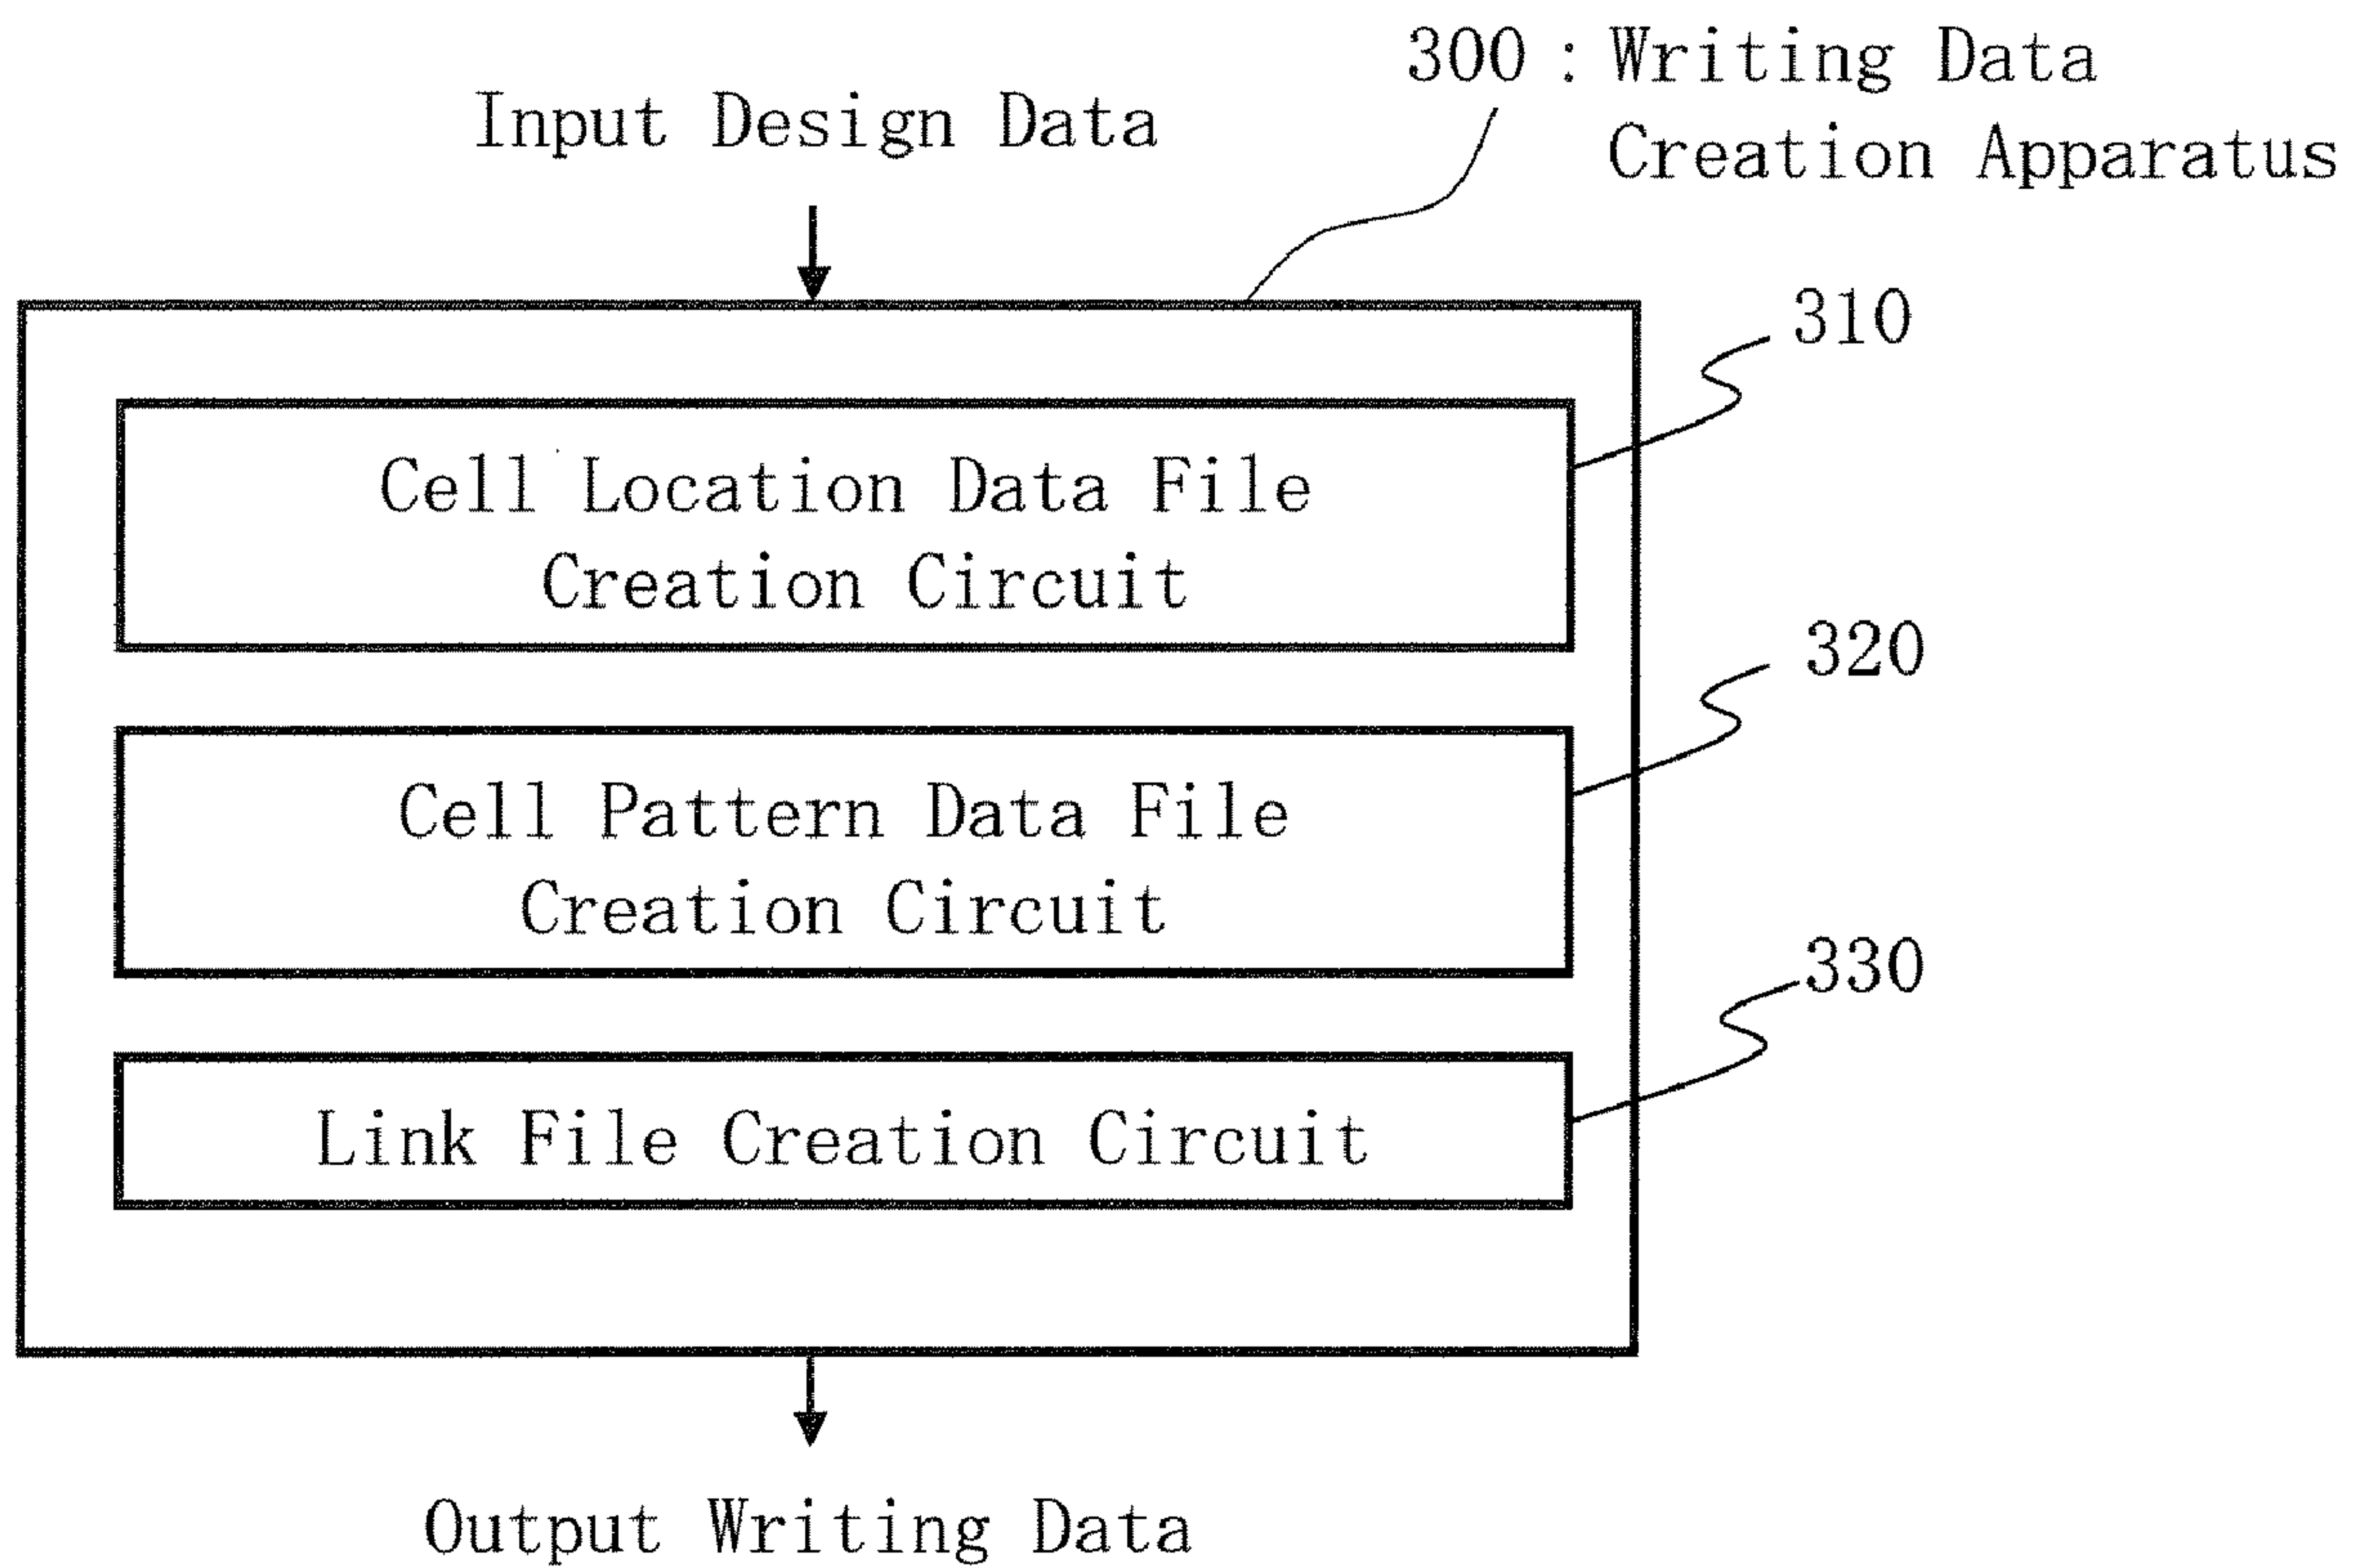 300 : Writing Data
Creation Apparatus
Input Design Data
310
Cell Location Data File
Creation Circuit
320
Cell Pattern Data File
Creation Circuit
330
Link File Creation Circuit
Output Writing Data